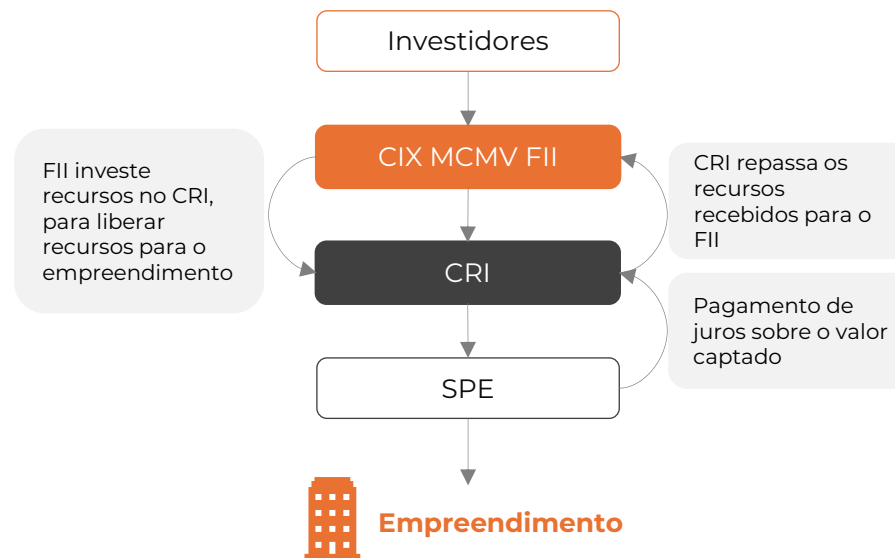 Investidores
CIX MCMV FII
FII investe
recursos no CRI,
para liberar
recursos para o
empreendimento
CRI repassa os
recursos
recebidos para o
FII
CRI
Pagamento de
juros sobre o valor
captado
SPE
Empreendimento